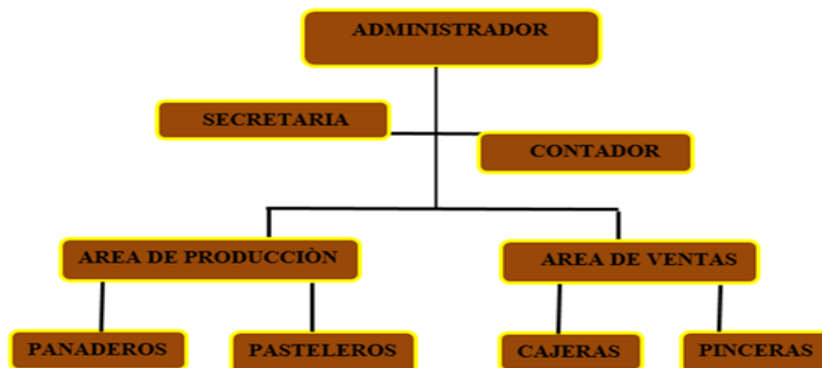 ADMINISTRADOR
SECRETARIA
CONTADOR
AREA DE PRODUCCIÒN
AREA DE VENTAS
PANADEROS
PASTELEROS
CAJERAS
PINCERAS